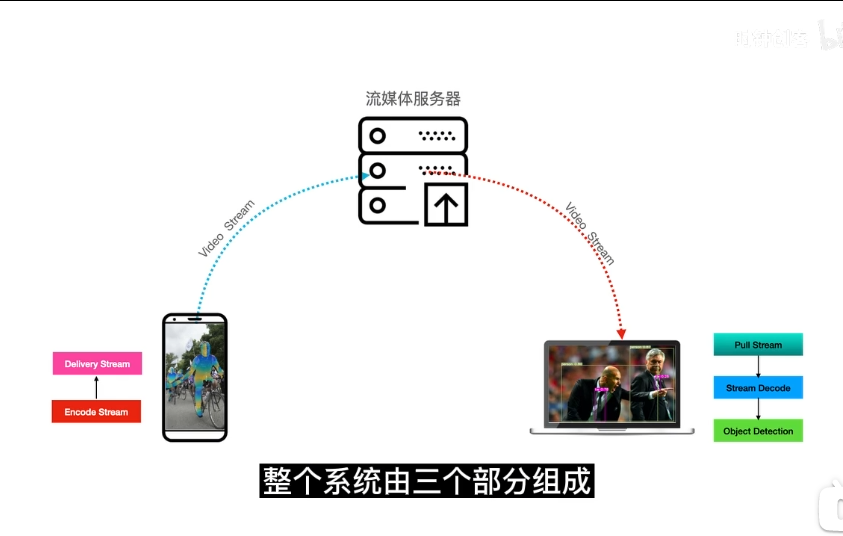 流媒体服务器
Video Stream
Video Stream
Delivery Stream
Encode Stream
Pull Stream
Stream Decode
Object Detection
整个系统由三个部分组成